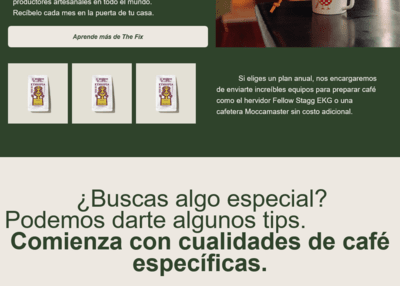 productores artesanales en todo el mundo.
Recíbelo cada mes en la puerta de tu casa.
Aprende más de The Fix
Si eliges un plan anual, nos encargaremos
de enviarte increíbles equipos para preparar café
como el hervidor Fellow Stagg EKG o una
cafetera Moccamaster sin costo adicional.
¿Buscas algo especial?
Podemos darte algunos tips.
Comienza con cualidades de café
específicas.